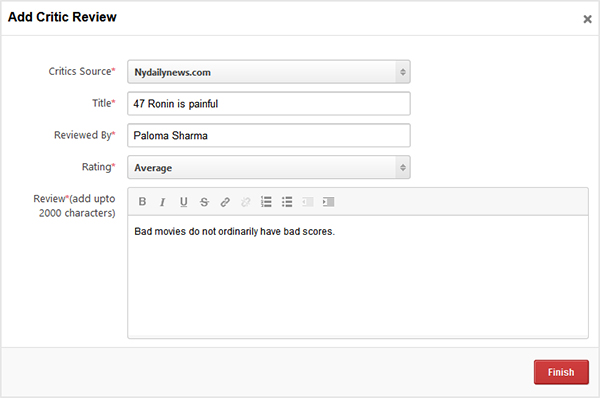 Add Critic Review
Critics Source* Nydailynews.com
Title* 47 Ronin is painful
Reviewed By* Paloma Sharma
Rating* Average
Review*(add upto
2000 characters)
B I U S
Bad movies do not ordinarily have bad scores.
Finish